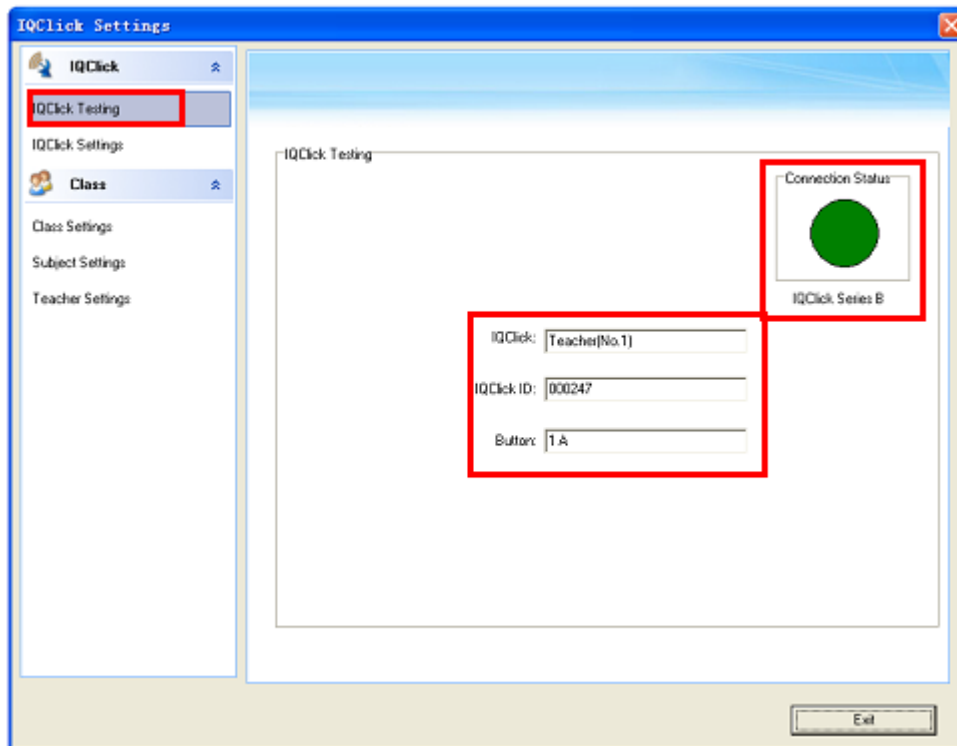 IQClick Settings
IQClick
IQClick Testing
IQClick Settings
Class
Class Settings
Subject Settings
Teacher Settings
IQClick Testing
Connection Status
IQClick Series B
IQClick: Teacher(No.1)
IQClick ID: 000247
Button: 1 A
Exit